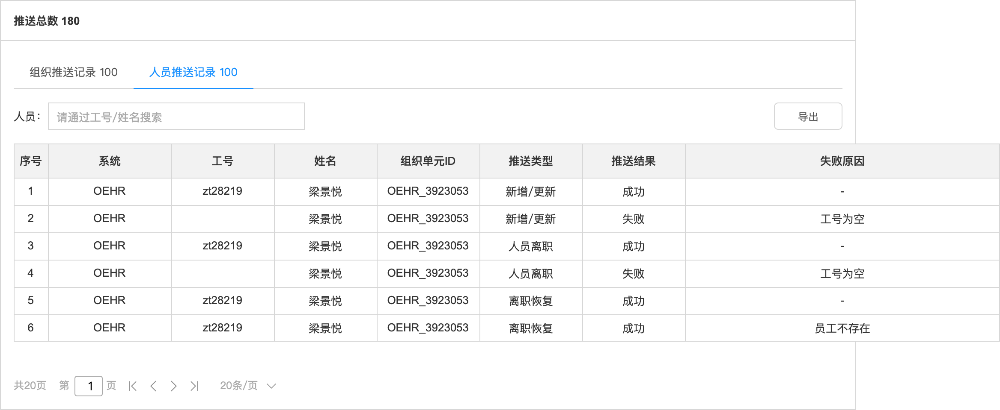 推送总数 180
组织推送记录 100 人员推送记录 100
人员： 请通过工号/姓名搜索 导出
序号 系统 工号 姓名 组织单元ID 推送类型 推送结果 失败原因
1 OEHR zt28219 梁景悦 OEHR_3923053 新增/更新 成功 -
2 OEHR 梁景悦 OEHR_3923053 新增/更新 失败 工号为空
3 OEHR zt28219 梁景悦 OEHR_3923053 人员离职 成功 -
4 OEHR 梁景悦 OEHR_3923053 人员离职 失败 工号为空
5 OEHR zt28219 梁景悦 OEHR_3923053 离职恢复 成功 -
6 OEHR zt28219 梁景悦 OEHR_3923053 离职恢复 成功 员工不存在
共20页 第 1 页 20条/页